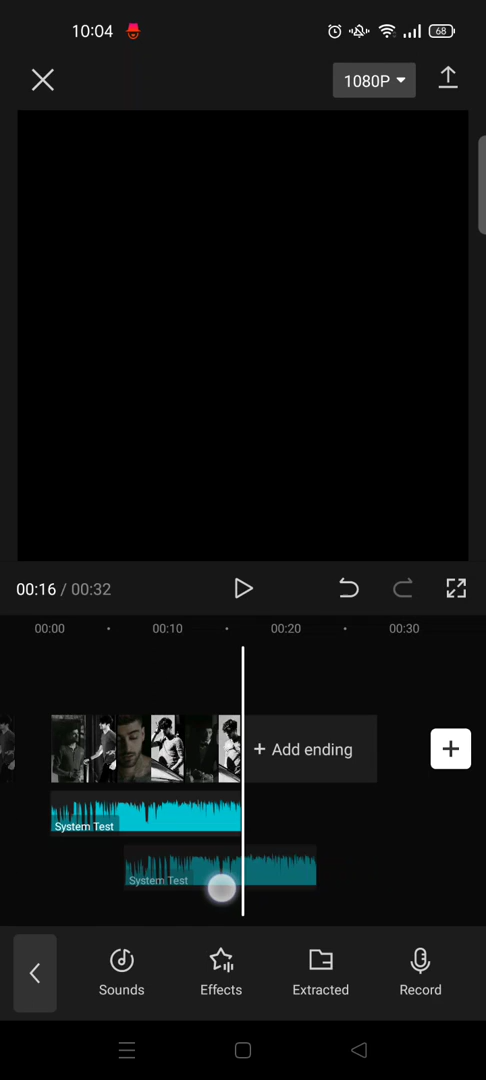 10:04
68
1080P
00:16 / 00:32
00:00 00:10 00:20 00:30
+ Add ending
System Test
System Test
Sounds Effects Extracted Record